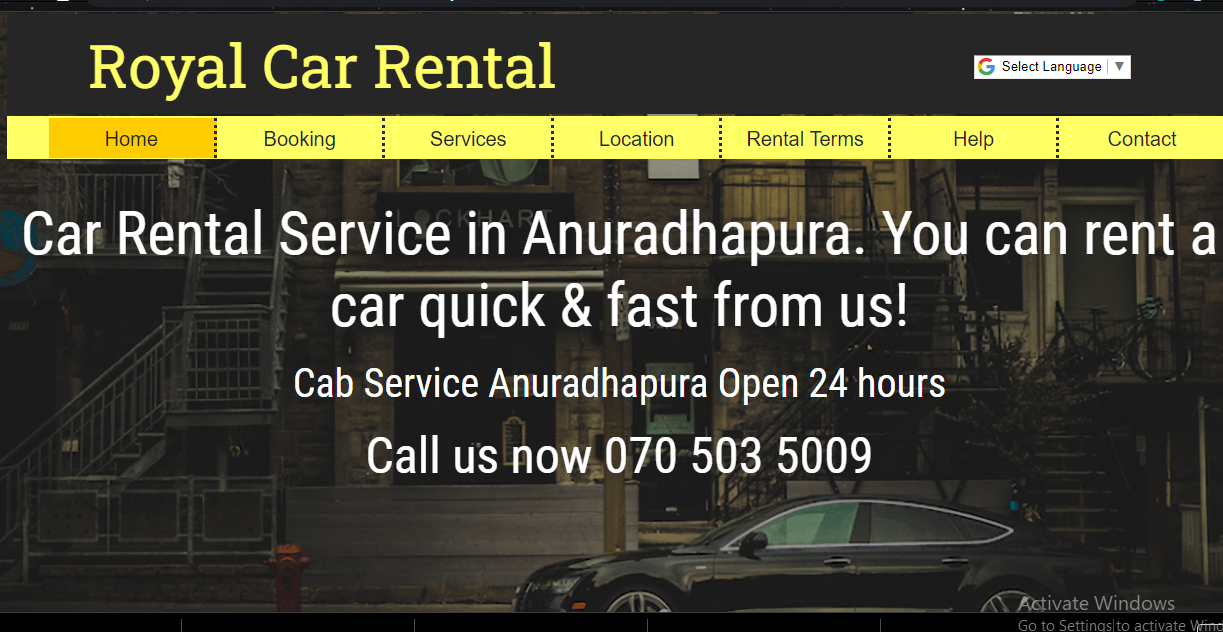 Royal Car Rental
Select Language ▼
Home Booking Services Location Rental Terms Help Contact
LOCKHART
Car Rental Service in Anuradhapura. You can rent a
car quick & fast from us!
Cab Service Anuradhapura Open 24 hours
Call us now 070 503 5009
Activate Windows
Go to Settings to activate